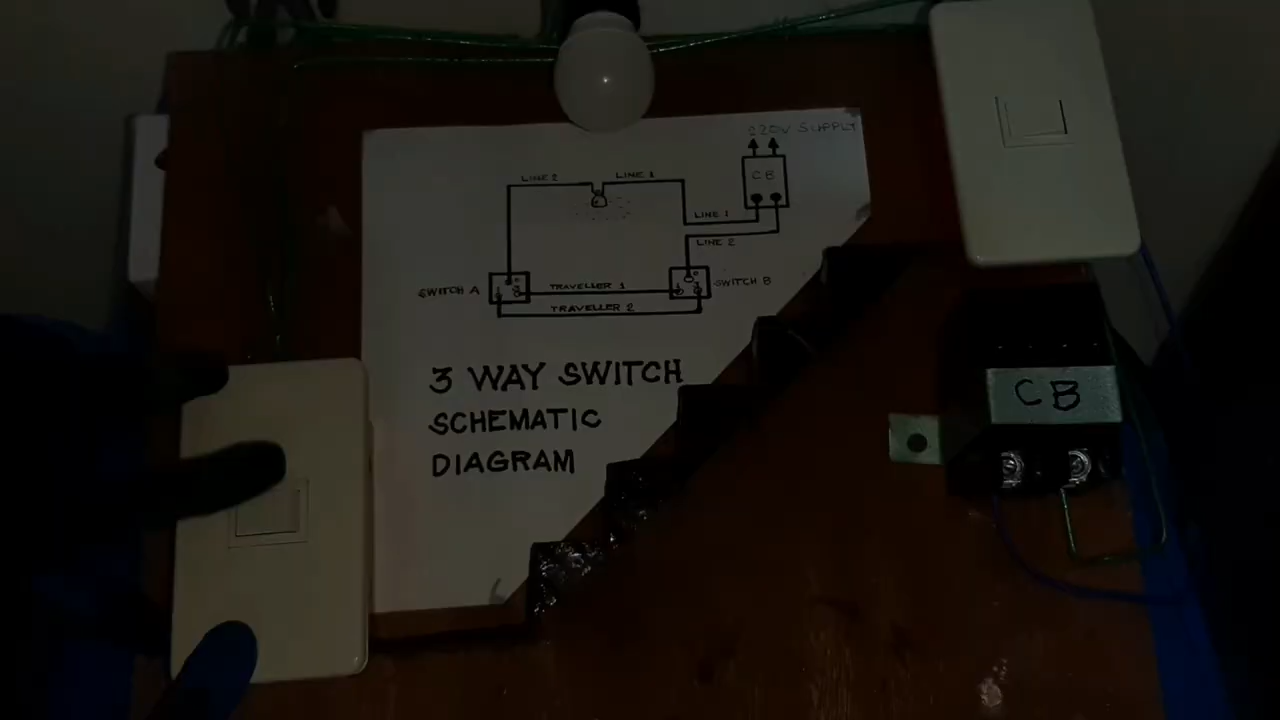 220V SUPPLY
CB
LINE 2
LINE 1
LINE 1
LINE 2
SWITCH A
TRAVELLER 1
SWITCH B
TRAVELLER 2
3 WAY SWITCH
SCHEMATIC
DIAGRAM
CB